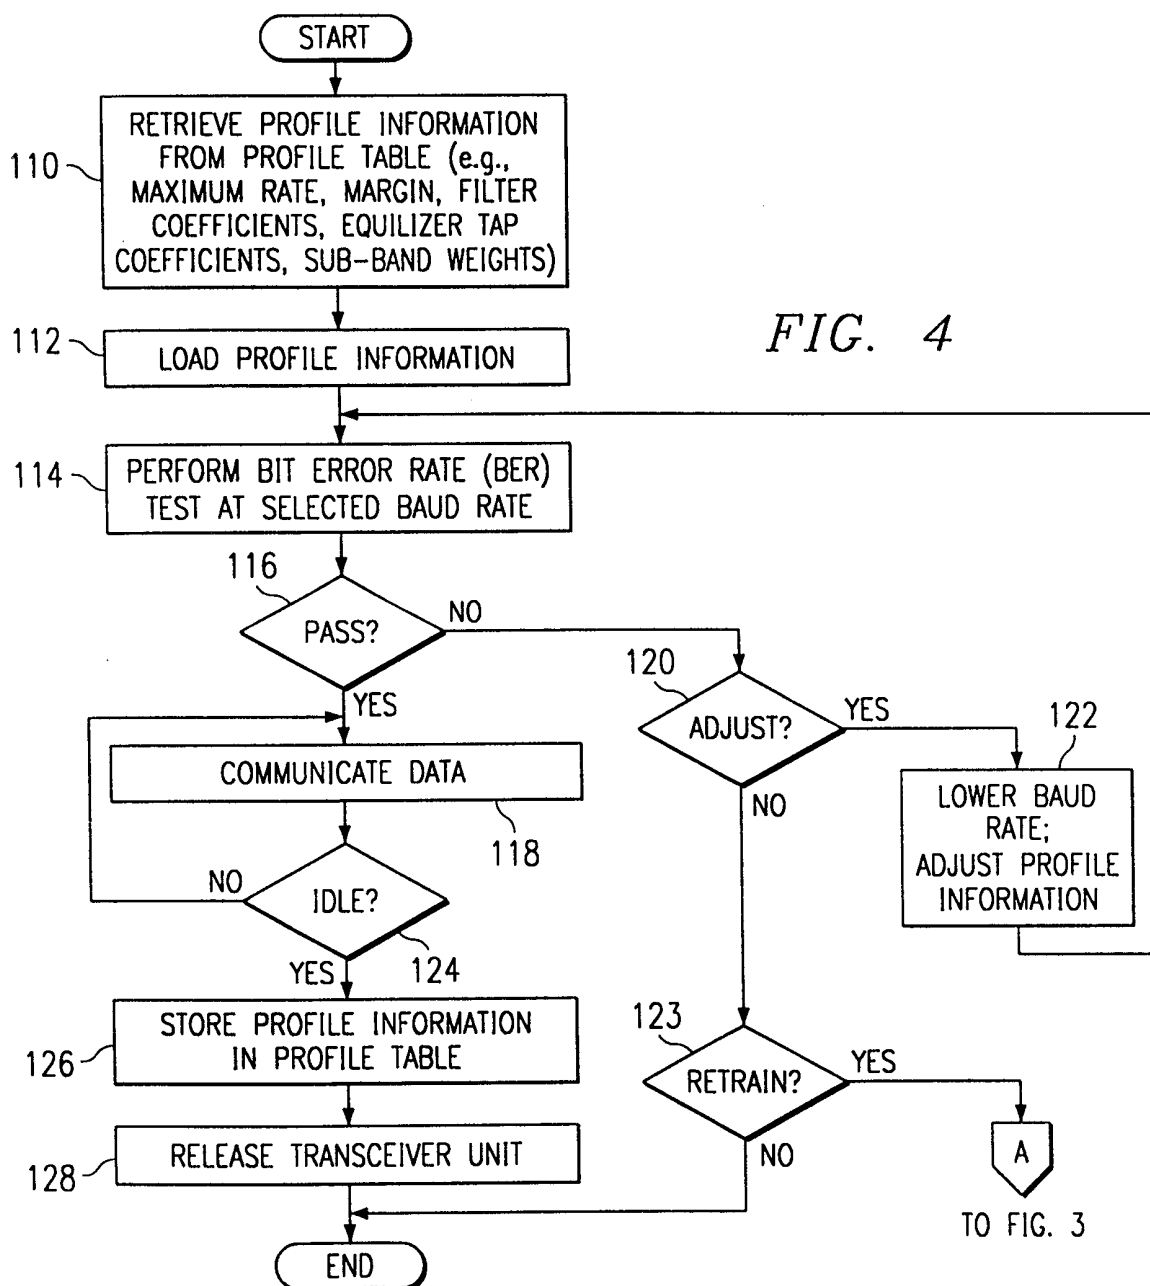 START
110
RETRIEVE PROFILE INFORMATION
FROM PROFILE TABLE (e.g.,
MAXIMUM RATE, MARGIN, FILTER
COEFFICIENTS, EQUILIZER TAP
COEFFICIENTS, SUB-BAND WEIGHTS)
FIG. 4
112
LOAD PROFILE INFORMATION
114
PERFORM BIT ERROR RATE (BER)
TEST AT SELECTED BAUD RATE
116
PASS?
NO
YES
120
ADJUST?
YES
NO
122
LOWER BAUD
RATE;
ADJUST PROFILE
INFORMATION
COMMUNICATE DATA
118
IDLE?
NO
YES
124
126
STORE PROFILE INFORMATION
IN PROFILE TABLE
123
RETRAIN?
YES
NO
A
TO FIG. 3
128
RELEASE TRANSCEIVER UNIT
END